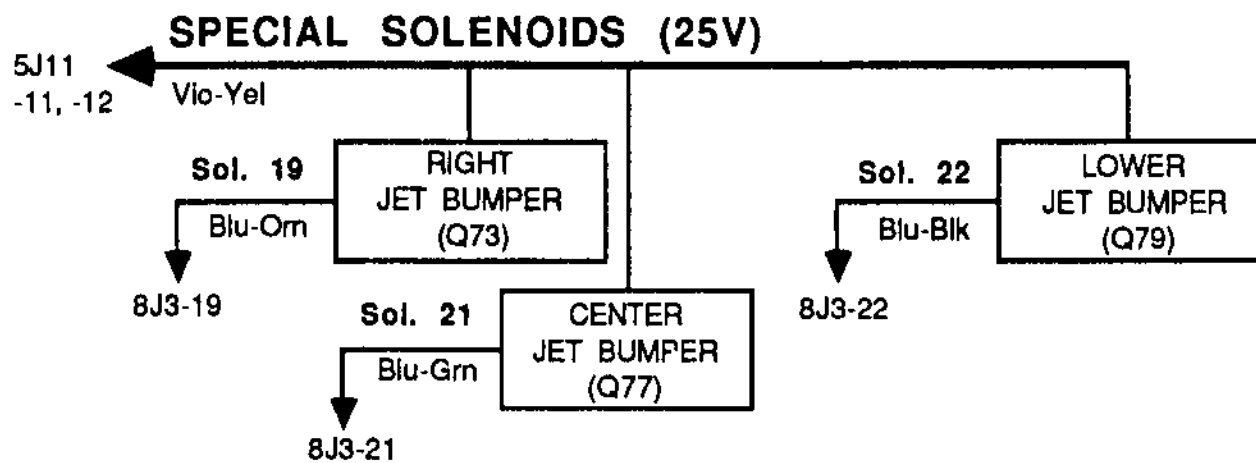 SPECIAL SOLENOIDS (25V)
5J11
-11, -12
Vio-Yel
Sol. 19
Blu-Orn
8J3-19
RIGHT
JET BUMPER
(Q73)
Sol. 21
Blu-Grn
8J3-21
CENTER
JET BUMPER
(Q77)
Sol. 22
Blu-Blk
8J3-22
LOWER
JET BUMPER
(Q79)